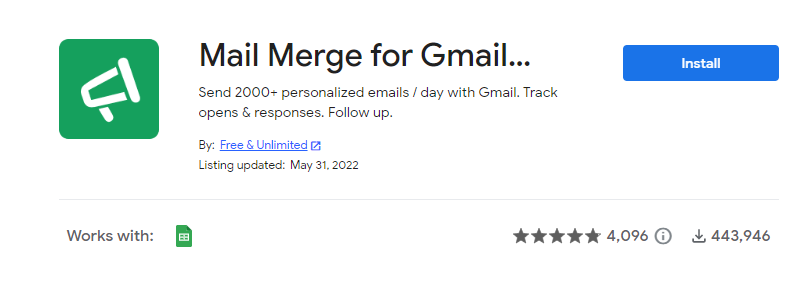 Mail Merge for Gmail...
Install
Send 2000+ personalized emails / day with Gmail. Track
opens & responses. Follow up.
By: Free & Unlimited
Listing updated: May 31, 2022
Works with:
4,096
443,946